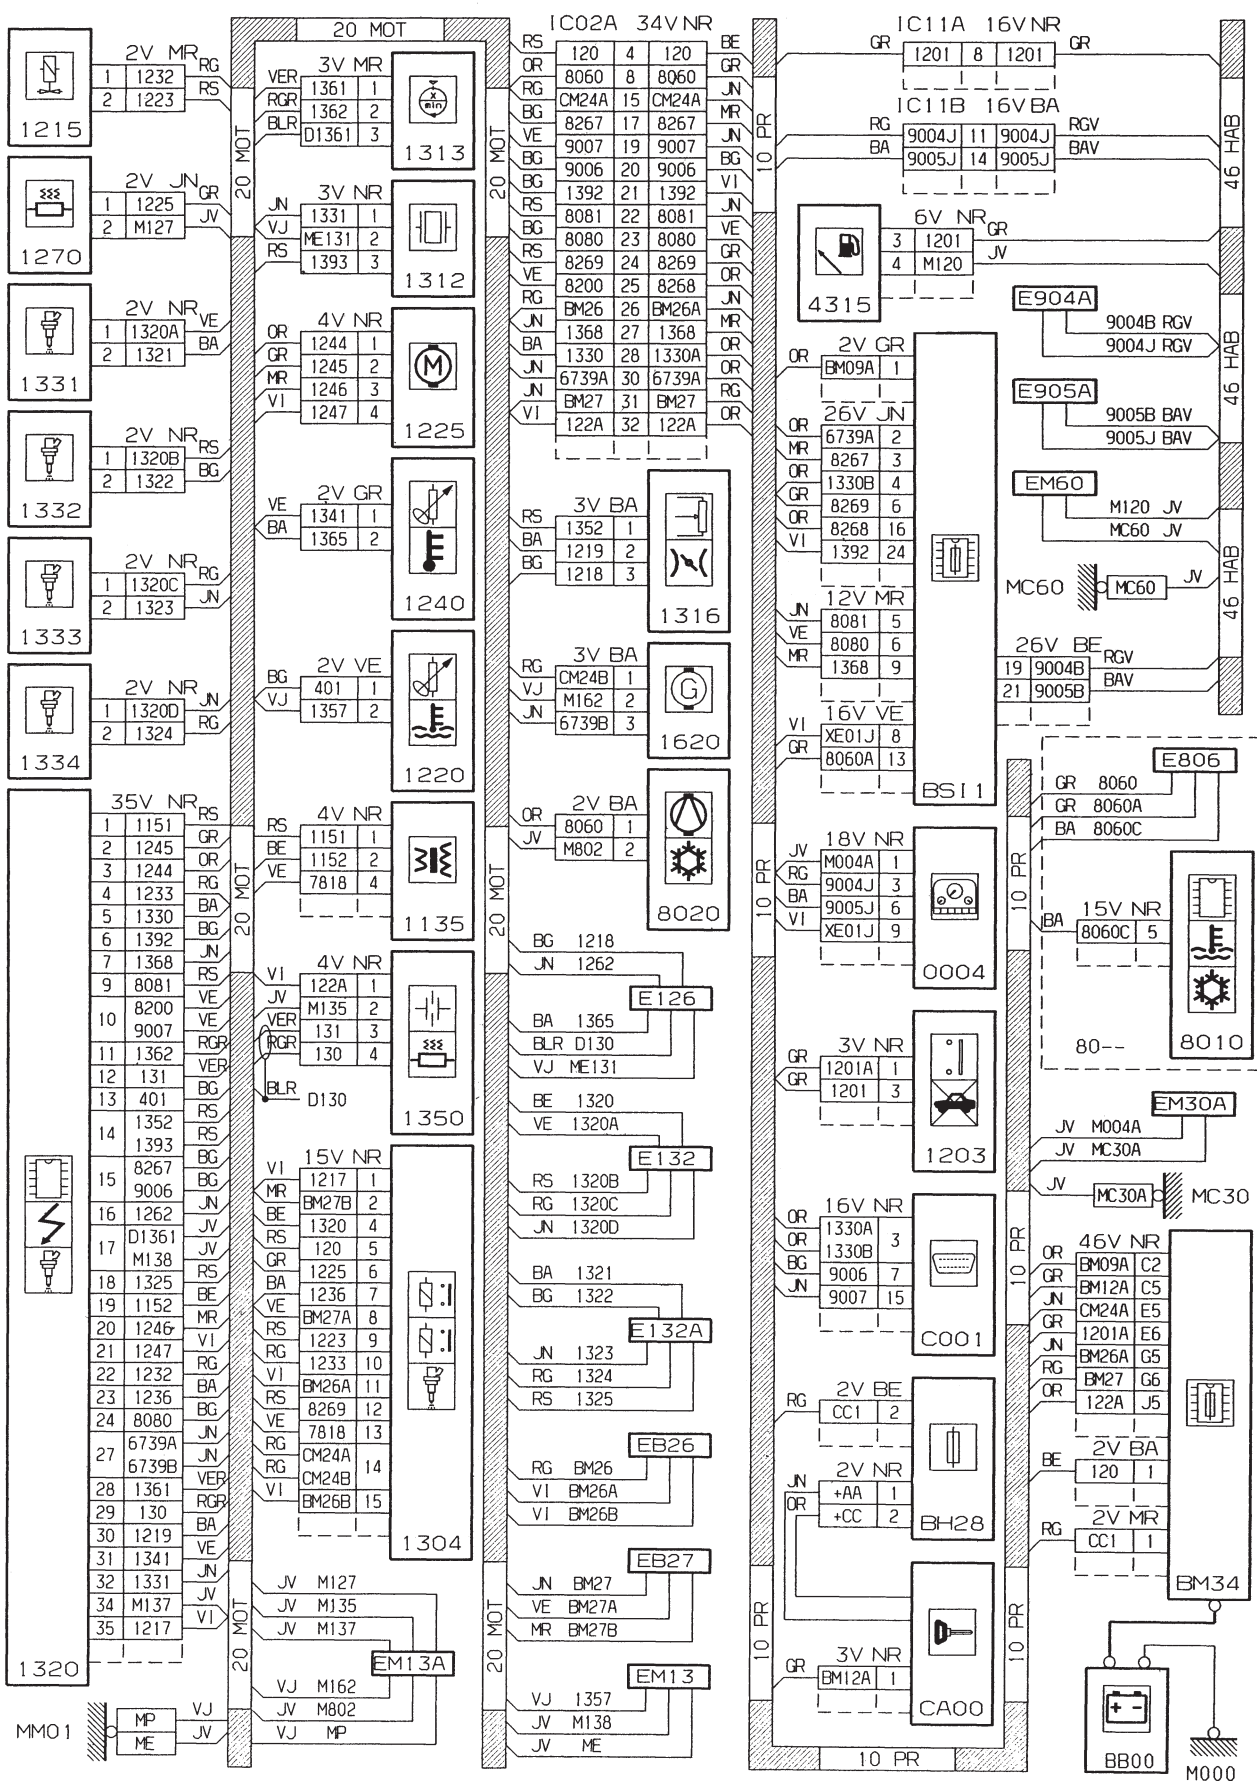 20 MOT
2V MR
1 1232 RG
2 1223 RS
1215
2V JN
1 1225 GR
2 M127 JV
1270
2V NR
1 1320A VE
2 1321 BA
1331
2V NR
1 1320B RS
2 1322 BG
1332
2V NR
1 1320C RG
2 1323 JN
1333
2V NR
1 1320D JN
2 1324 RG
1334
35V NR
1 1151 RS
2 1245 GR
3 1244 OR
4 1233 RG
5 1330 BA
6 1392 BG
7 1368 JN
9 8081 RS
10 8200 VE
9007 VE
11 1362 RGR
12 131 VER
13 401 BG
14 1352 RS
1393 RS
15 8267 BG
9006 BG
16 1262 JN
17 D1361 JV
M138 JV
18 1325 RS
19 1152 BE
20 1246 MR
21 1247 VI
22 1232 RG
23 1236 BA
24 8080 BG
27 6739A JN
6739B JN
28 1361 VER
29 130 RGR
30 1219 BA
31 1341 VE
32 1331 JN
34 M137 JV
35 1217 VI
1320
MM01
MP VJ
ME JV
20 MOT
20 MOT
20 MOT
3V MR
VER 1361 1
RGR 1362 2
BLR D1361 3
x
min
1313
3V NR
JN 1331 1
VJ ME131 2
RS 1393 3
1312
4V NR
OR 1244 1
GR 1245 2
MR 1246 3
VI 1247 4
M
1225
2V GR
VE 1341 1
BA 1365 2
1240
2V VE
BG 401 1
VJ 1357 2
1220
4V NR
RS 1151 1
BE 1152 2
VE 7818 4
1135
4V NR
VI 122A 1
JV M135 2
VER 131 3
RGR 130 4
BLR D130
1350
15V NR
VI 1217 1
MR BM27B 2
BE 1320 4
RS 120 5
GR 1225 6
BA 1236 7
VE BM27A 8
RS 1223 9
RG 1233 10
VI BM26A 11
RS 8269 12
VE 7818 13
RG CM24A 14
RG CM24B
VI BM26B 15
1304
JV M127
JV M135
JV M137
EM13A
VJ M162
JV M802
VJ MP
20 MOT
20 MOT
20 MOT
IC02A 34V NR
RS 120 4 120 BE
OR 8060 8 8060 GR
RG CM24A 15 CM24A JN
BG 8267 17 8267 MR
VE 9007 19 9007 JN
BG 9006 20 9006 BG
BG 1392 21 1392 VI
RS 8081 22 8081 JN
BG 8080 23 8080 VE
RS 8269 24 8269 GR
VE 8200 25 8268 OR
RG BM26 26 BM26A JN
JN 1368 27 1368 MR
BA 1330 28 1330A OR
JN 6739A 30 6739A OR
JN BM27 31 BM27 RG
VI 122A 32 122A OR
3V BA
RS 1352 1
BA 1219 2
BG 1218 3
1316
3V BA
RG CM24B 1
VJ M162 2
JN 6739B 3
G
1620
2V BA
OR 8060 1
JV M802 2
8020
BG 1218
JN 1262
E126
BA 1365
BLR D130
VJ ME131
BE 1320
VE 1320A
E132
RS 1320B
RG 1320C
JN 1320D
BA 1321
BG 1322
E132A
JN 1323
RG 1324
RS 1325
EB26
RG BM26
VI BM26A
VI BM26B
EB27
JN BM27
VE BM27A
MR BM27B
EM13
VJ 1357
JV M138
JV ME
10 PR
10 PR
10 PR
10 PR
IC11A 16V NR
GR 1201 8 1201 GR
IC11B 16V BA
RG 9004J 11 9004J RGV
BA 9005J 14 9005J BAV
6V NR
3 1201 GR
4 M120 JV
4315
2V GR
OR BM09A 1
26V JN
OR 6739A 2
MR 8267 3
OR 1330B 4
GR 8269 6
OR 8268 16
VI 1392 24
12V MR
JN 8081 5
VE 8080 6
MR 1368 9
16V VE
VI XE01J 8
GR 8060A 13
BSI1
26V BE
19 9004B RGV
21 9005B BAV
18V NR
JV M004A 1
RG 9004J 3
BA 9005J 6
VI XE01J 9
0004
3V NR
GR 1201A 1
GR 1201 3
1203
16V NR
OR 1330A 3
OR 1330B
BG 9006 7
JN 9007 15
C001
2V BE
RG CC1 2
2V NR
JN +AA 1
OR +CC 2
BH28
3V NR
GR BM12A 1
CA00
E904A
9004B RGV
9004J RGV
E905A
9005B BAV
9005J BAV
EM60
M120 JV
MC60 JV
MC60 MC60 JV
46 HAB
46 HAB
46 HAB
E806
GR 8060
GR 8060A
BA 8060C
15V NR
BA 8060C 5
80--
8010
EM30A
JV M004A
JV MC30A
JV MC30A MC30
10 PR
10 PR
10 PR
46V NR
OR BM09A C2
GR BM12A C5
JN CM24A E5
GR 1201A E6
JN BM26A G5
RG BM27 G6
OR 122A J5
2V BA
BE 120 1
2V MR
RG CC1 1
BM34
+ -
BB00
M000